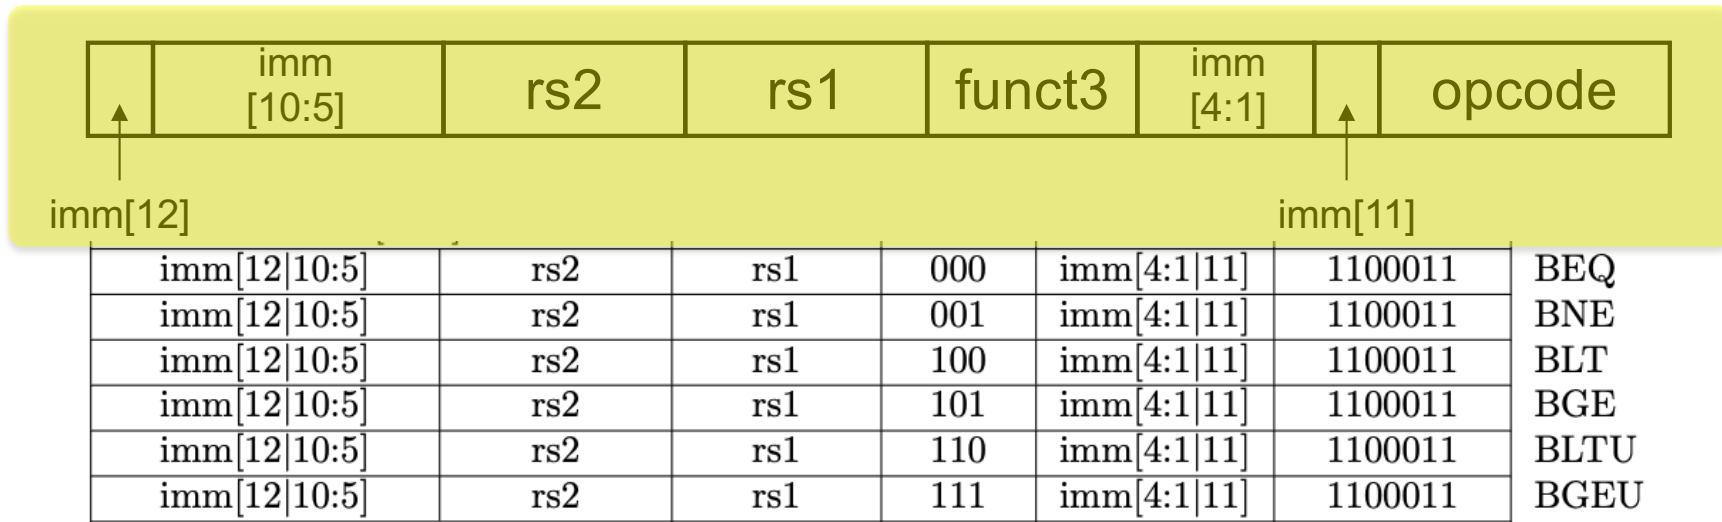 imm
[10:5]
rs2
rs1
funct3
imm
[4:1]
opcode
imm[12]
imm[11]
imm[12|10:5] rs2 rs1 000 imm[4:1|11] 1100011 BEQ
imm[12|10:5] rs2 rs1 001 imm[4:1|11] 1100011 BNE
imm[12|10:5] rs2 rs1 100 imm[4:1|11] 1100011 BLT
imm[12|10:5] rs2 rs1 101 imm[4:1|11] 1100011 BGE
imm[12|10:5] rs2 rs1 110 imm[4:1|11] 1100011 BLTU
imm[12|10:5] rs2 rs1 111 imm[4:1|11] 1100011 BGEU